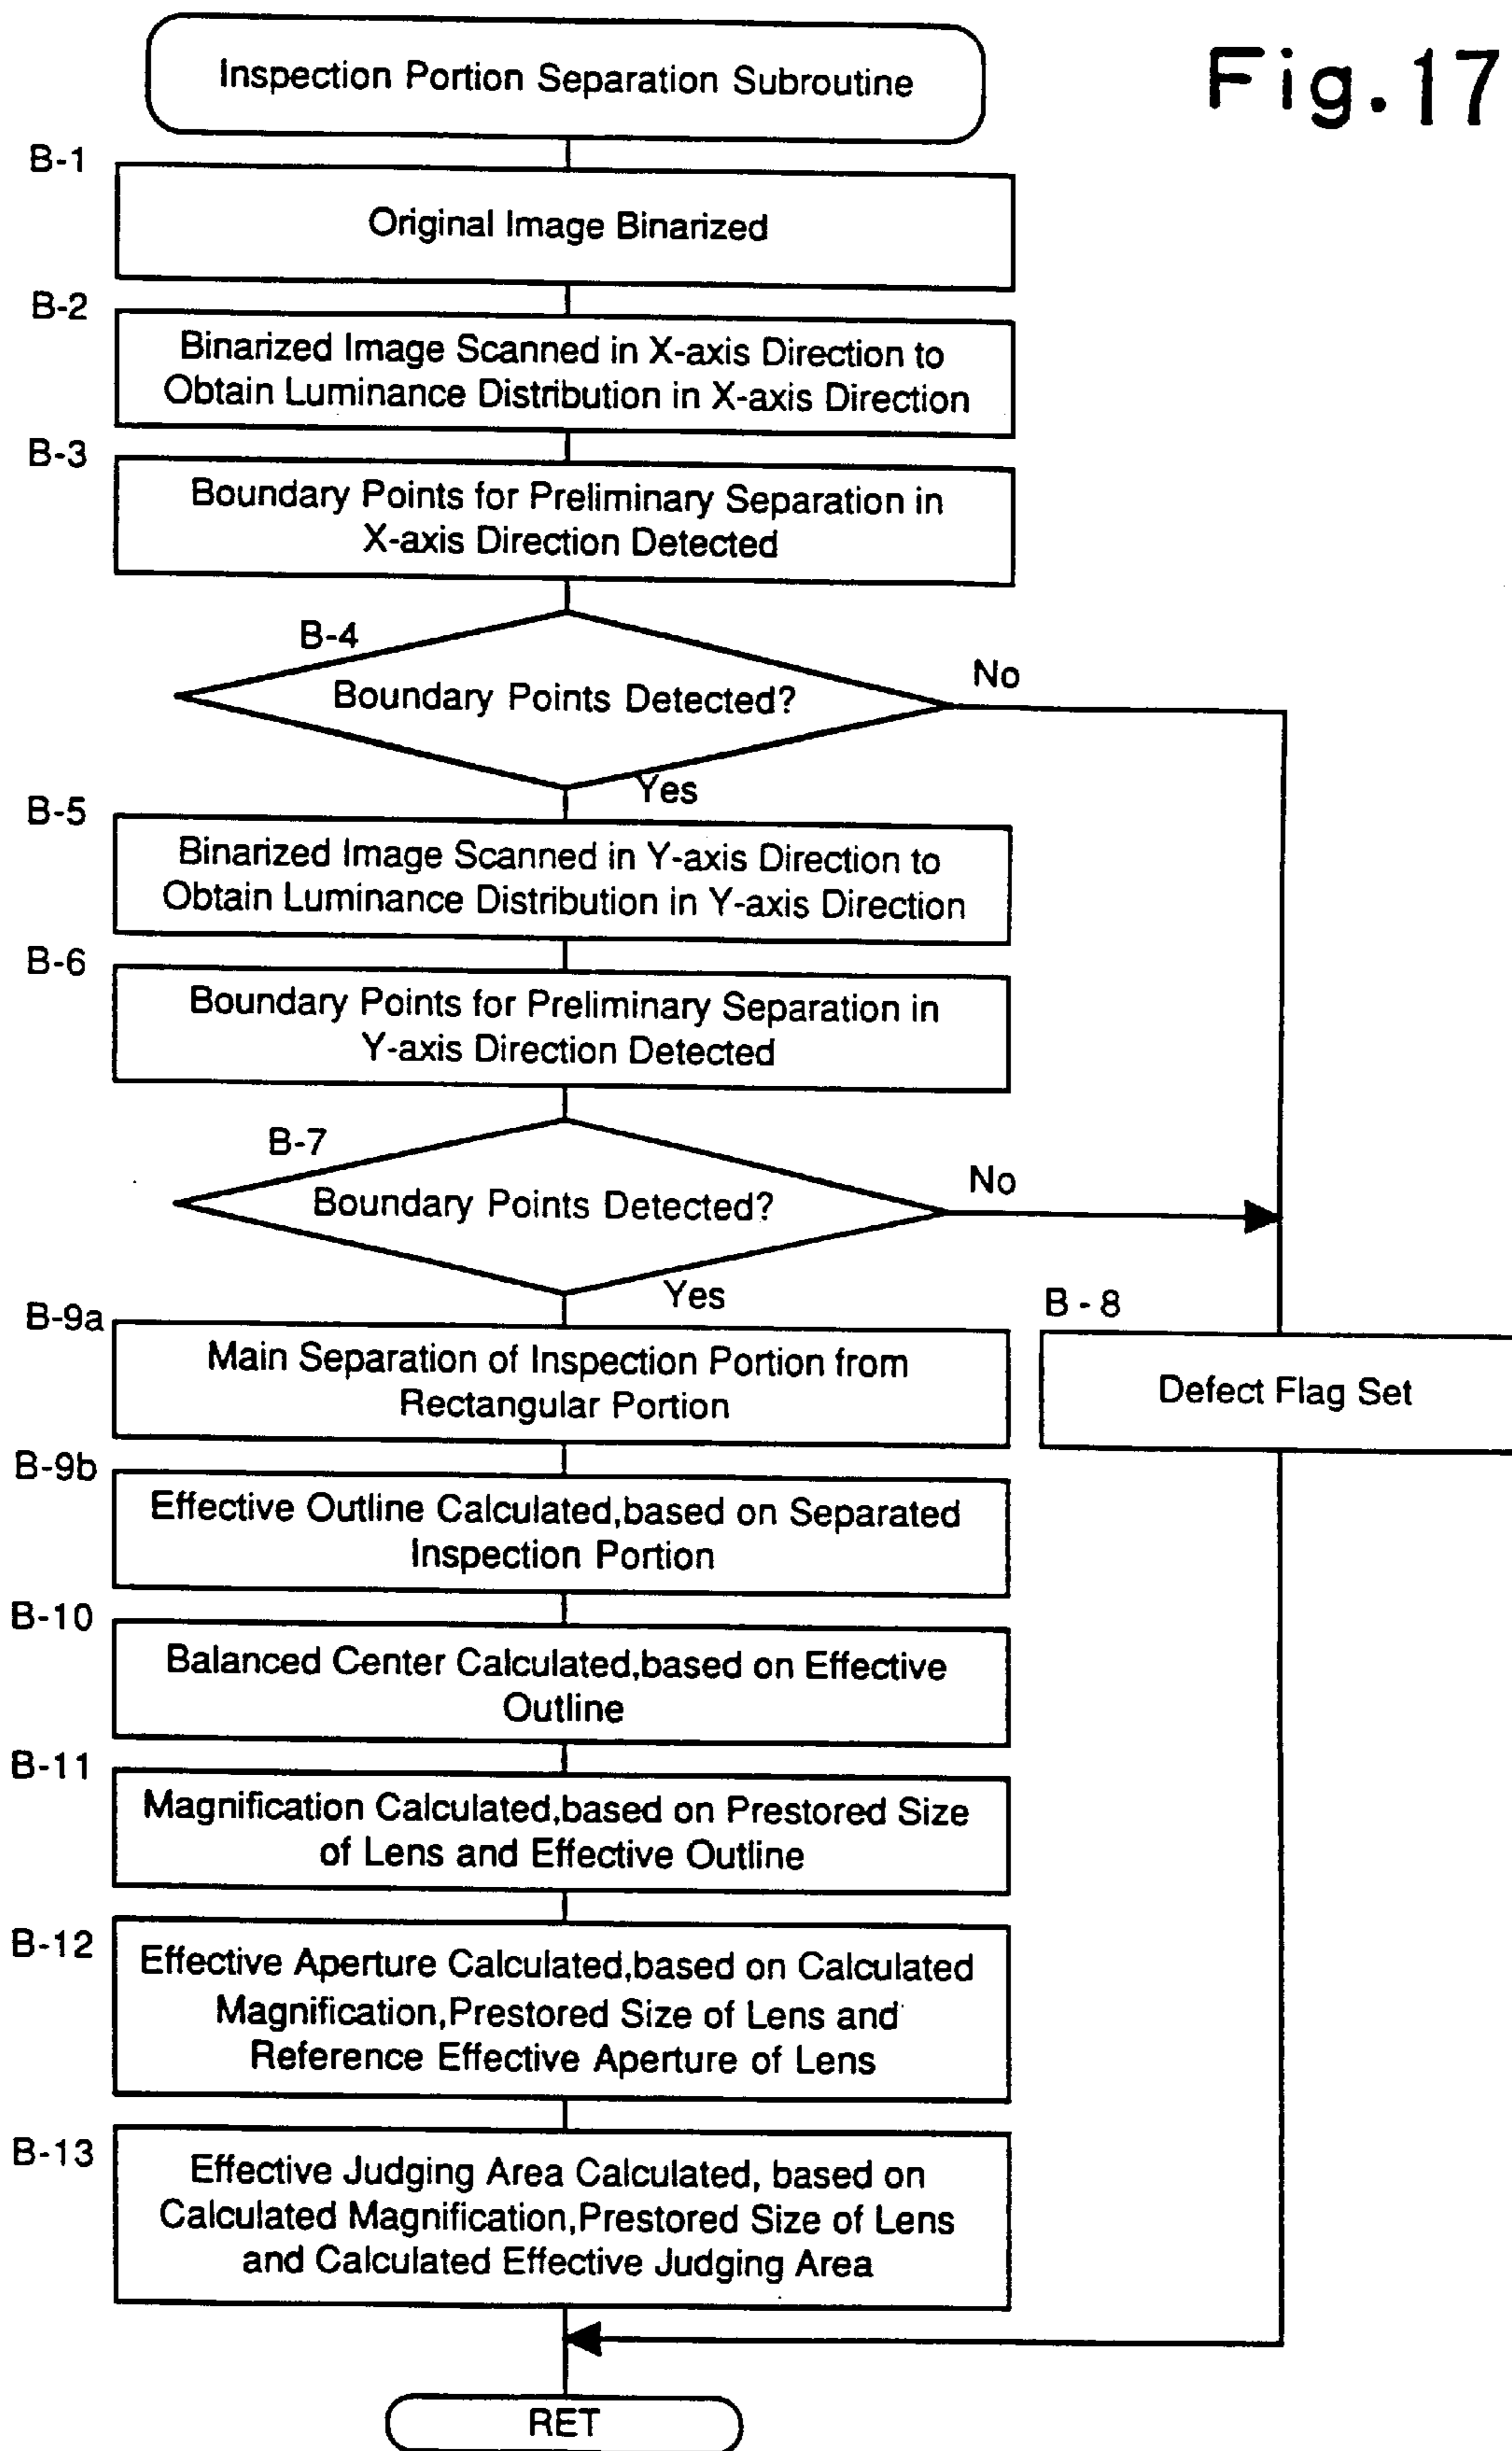 Fig.17
Inspection Portion Separation Subroutine
B-1
Original Image Binarized
B-2
Binarized Image Scanned in X-axis Direction to
Obtain Luminance Distribution in X-axis Direction
B-3
Boundary Points for Preliminary Separation in
X-axis Direction Detected
B-4
Boundary Points Detected?
No
Yes
B-5
Binarized Image Scanned in Y-axis Direction to
Obtain Luminance Distribution in Y-axis Direction
B-6
Boundary Points for Preliminary Separation in
Y-axis Direction Detected
B-7
Boundary Points Detected?
No
Yes
B-9a
Main Separation of Inspection Portion from
Rectangular Portion
B - 8
Defect Flag Set
B-9b
Effective Outline Calculated,based on Separated
Inspection Portion
B-10
Balanced Center Calculated,based on Effective
Outline
B-11
Magnification Calculated,based on Prestored Size
of Lens and Effective Outline
B-12
Effective Aperture Calculated,based on Calculated
Magnification,Prestored Size of Lens and
Reference Effective Aperture of Lens
B-13
Effective Judging Area Calculated, based on
Calculated Magnification,Prestored Size of Lens
and Calculated Effective Judging Area
RET